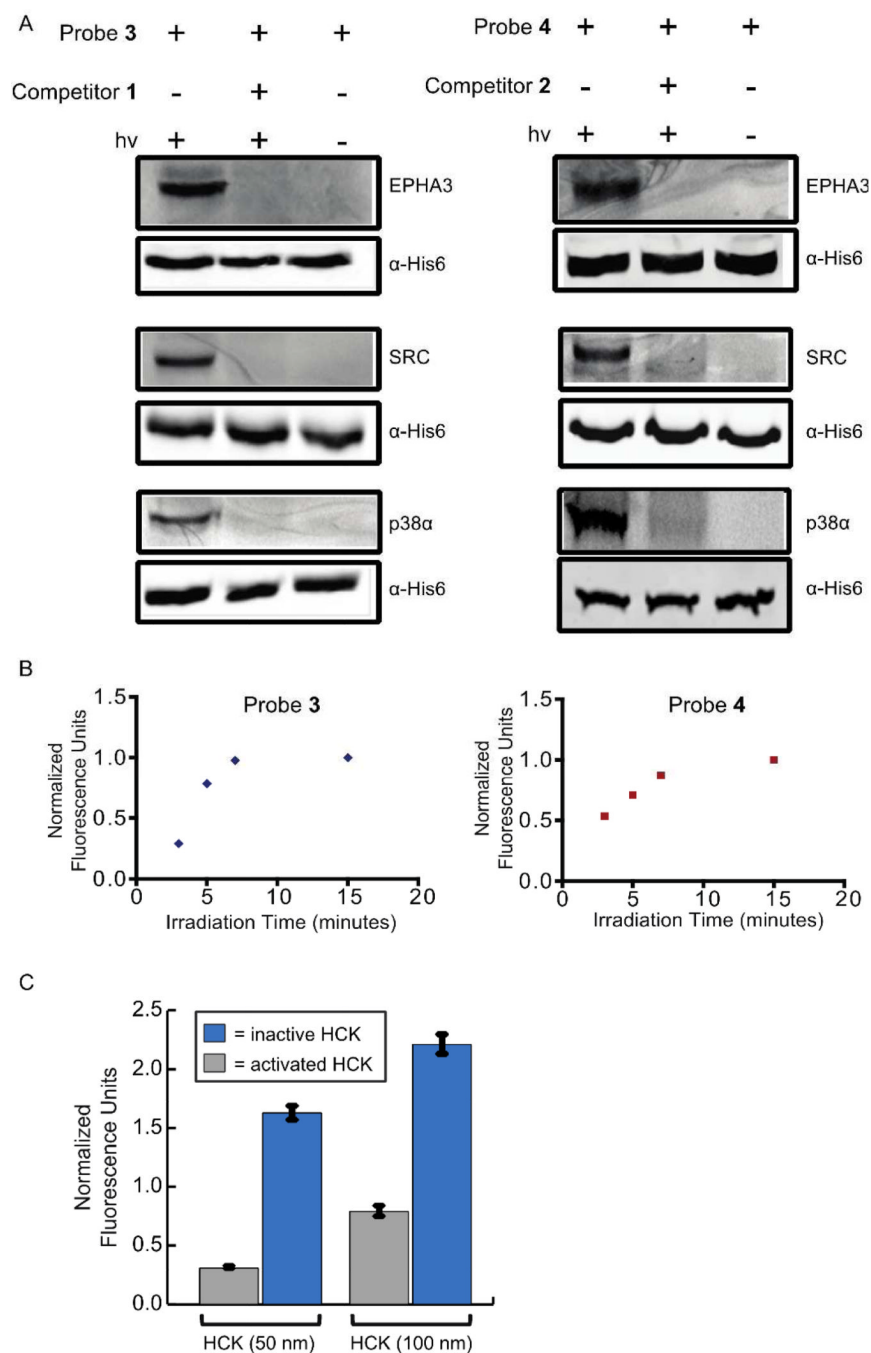 A
Probe 3 + + +
Competitor 1 - + -
hv + + -
EPHA3
α-His6
SRC
α-His6
p38α
α-His6
Probe 4 + + +
Competitor 2 - + -
hv + + -
EPHA3
α-His6
SRC
α-His6
p38α
α-His6
B
Probe 3
Normalized
Fluorescence Units
1.5
1.0
0.5
0.0
0 5 10 15 20
Irradiation Time (minutes)
Probe 4
Normalized
Fluorescence Units
1.5
1.0
0.5
0.0
0 5 10 15 20
Irradiation Time (minutes)
C
Normalized
Fluorescence Units
2.5
2.0
1.5
1.0
0.5
0.0
= inactive HCK
= activated HCK
HCK (50 nm) HCK (100 nm)